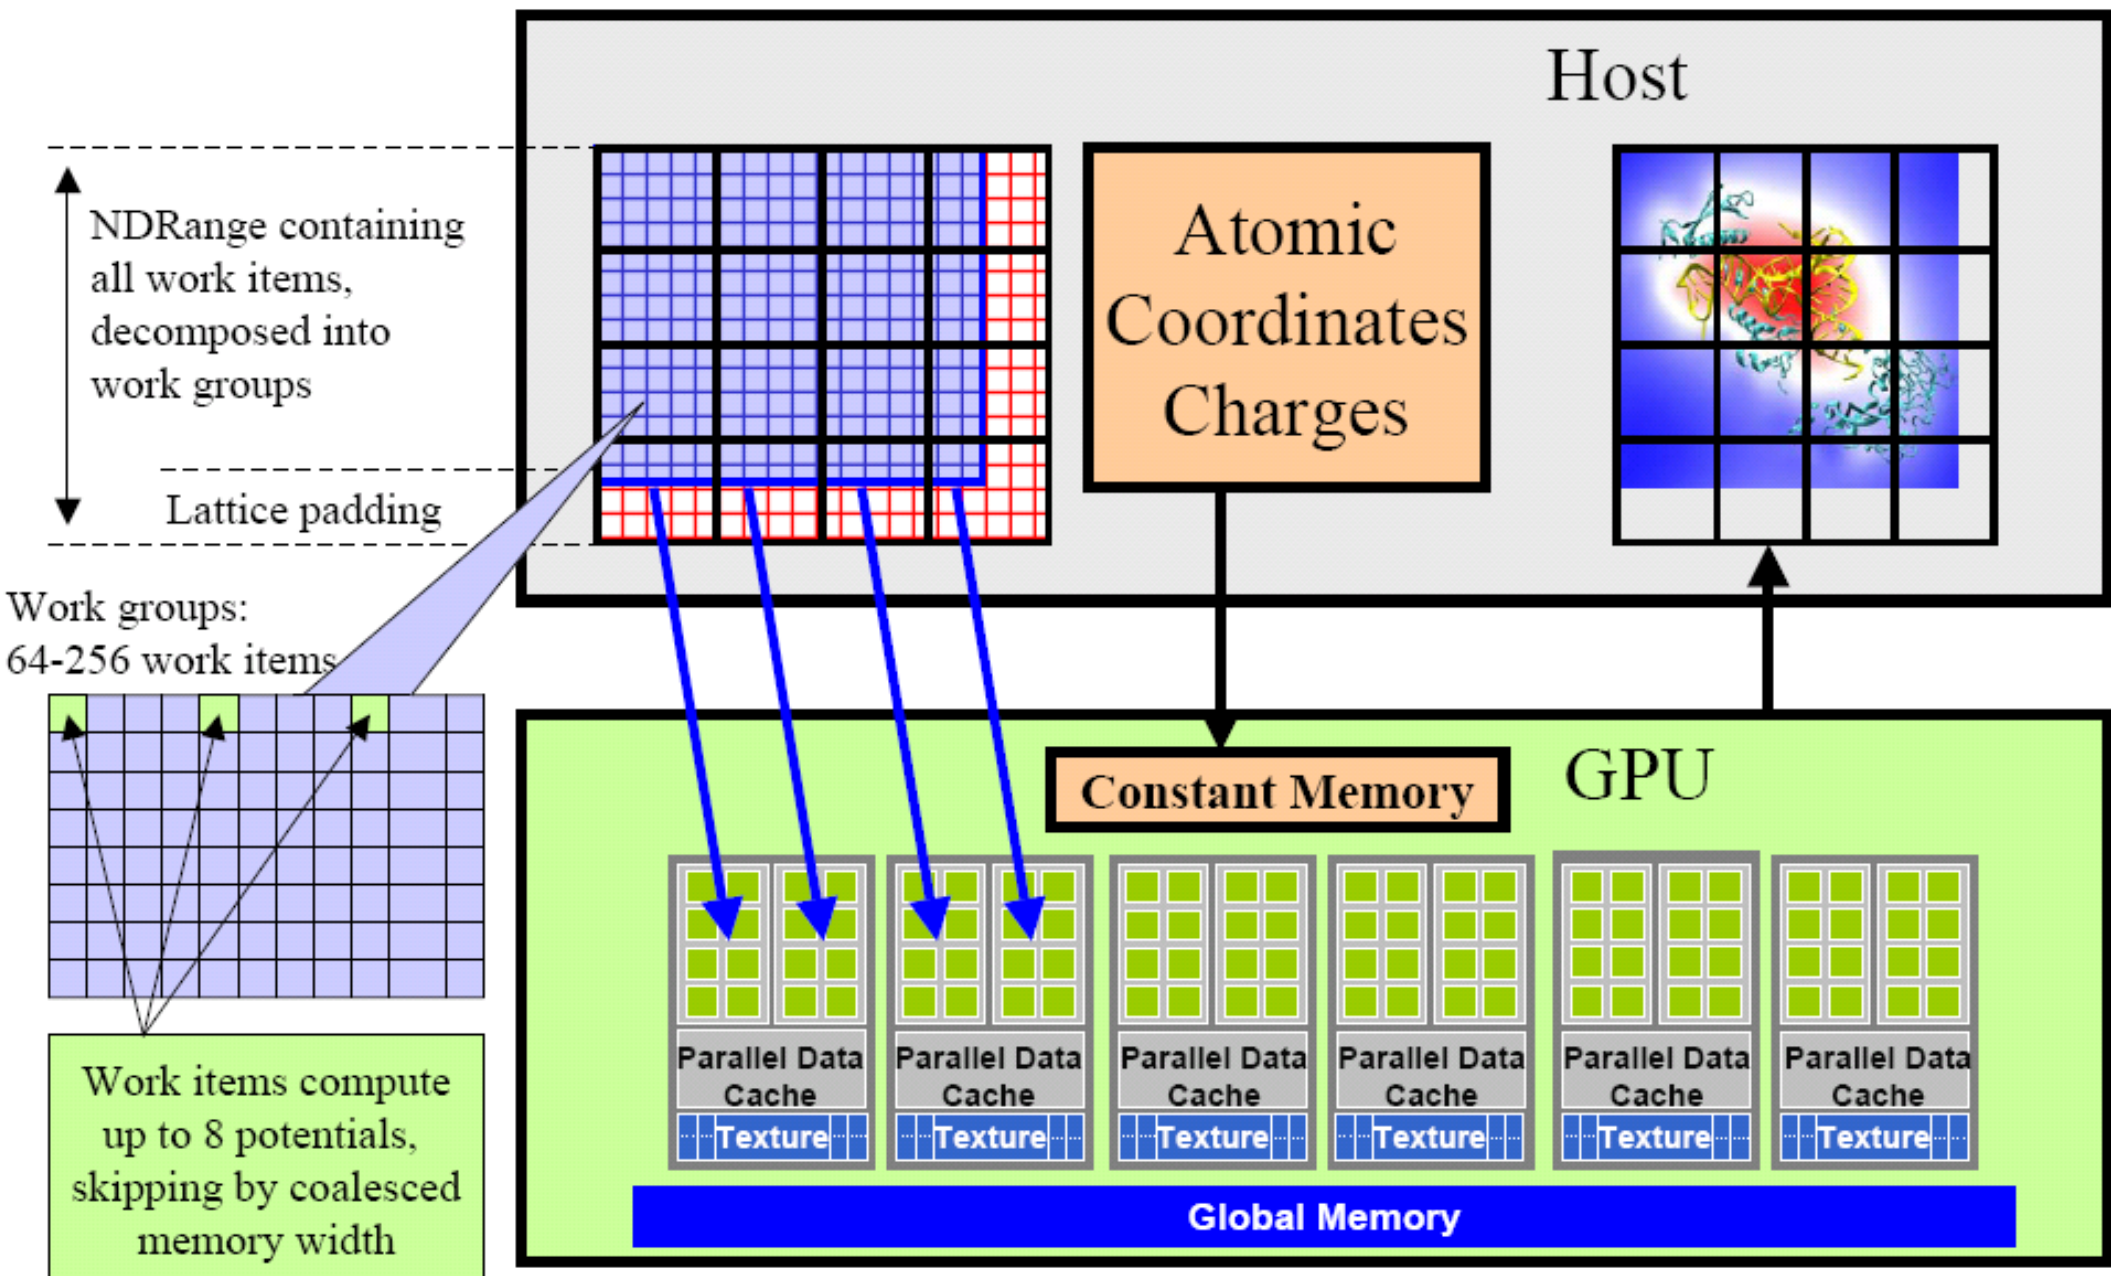 Host
NDRange containing
all work items,
decomposed into
work groups
Lattice padding
Atomic
Coordinates
Charges
Work groups:
64-256 work items
Work items compute
up to 8 potentials,
skipping by coalesced
memory width
GPU
Constant Memory
Parallel Data
Cache
Texture
Parallel Data
Cache
Texture
Parallel Data
Cache
Texture
Parallel Data
Cache
Texture
Parallel Data
Cache
Texture
Parallel Data
Cache
Texture
Global Memory